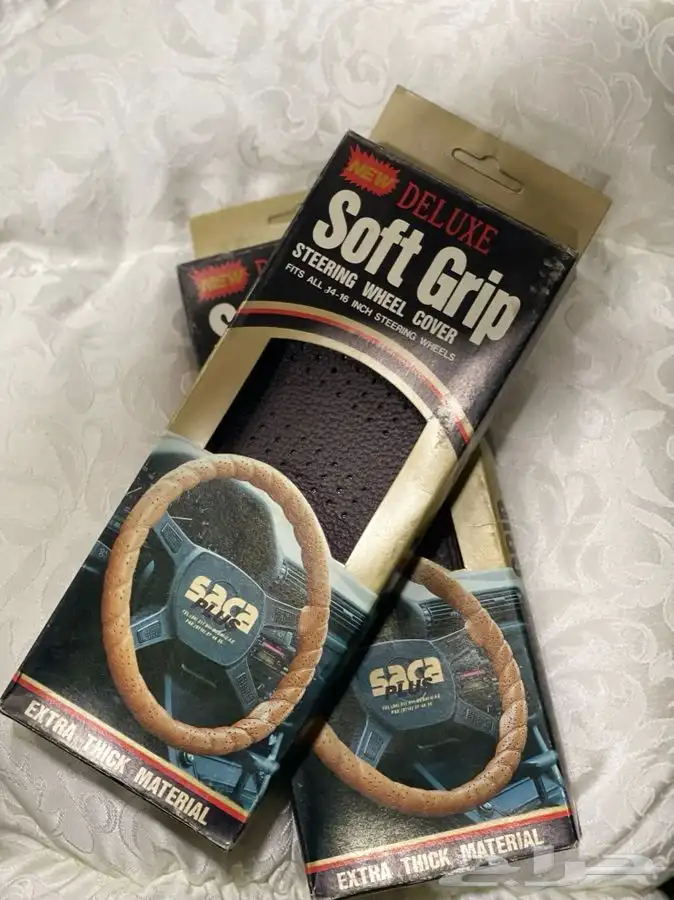 NEW
DELUXE
Soft Grip
STEERING WHEEL COVER
FITS ALL 14-16 INCH STEERING WHEELS
saca
PLUS
EXTRA THICK MATERIAL
NEW
saca
PLUS
EXTRA THICK MATERIAL
حراج